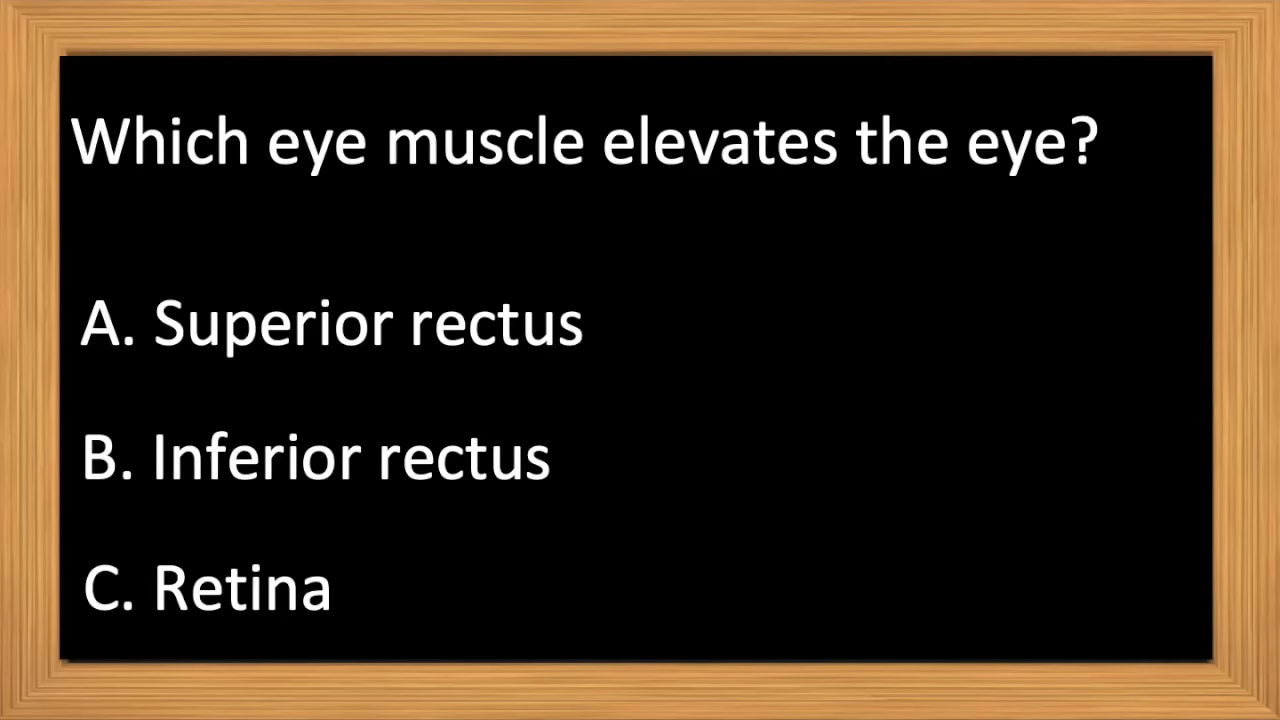 Which eye muscle elevates the eye?
A. Superior rectus
B. Inferior rectus
C. Retina